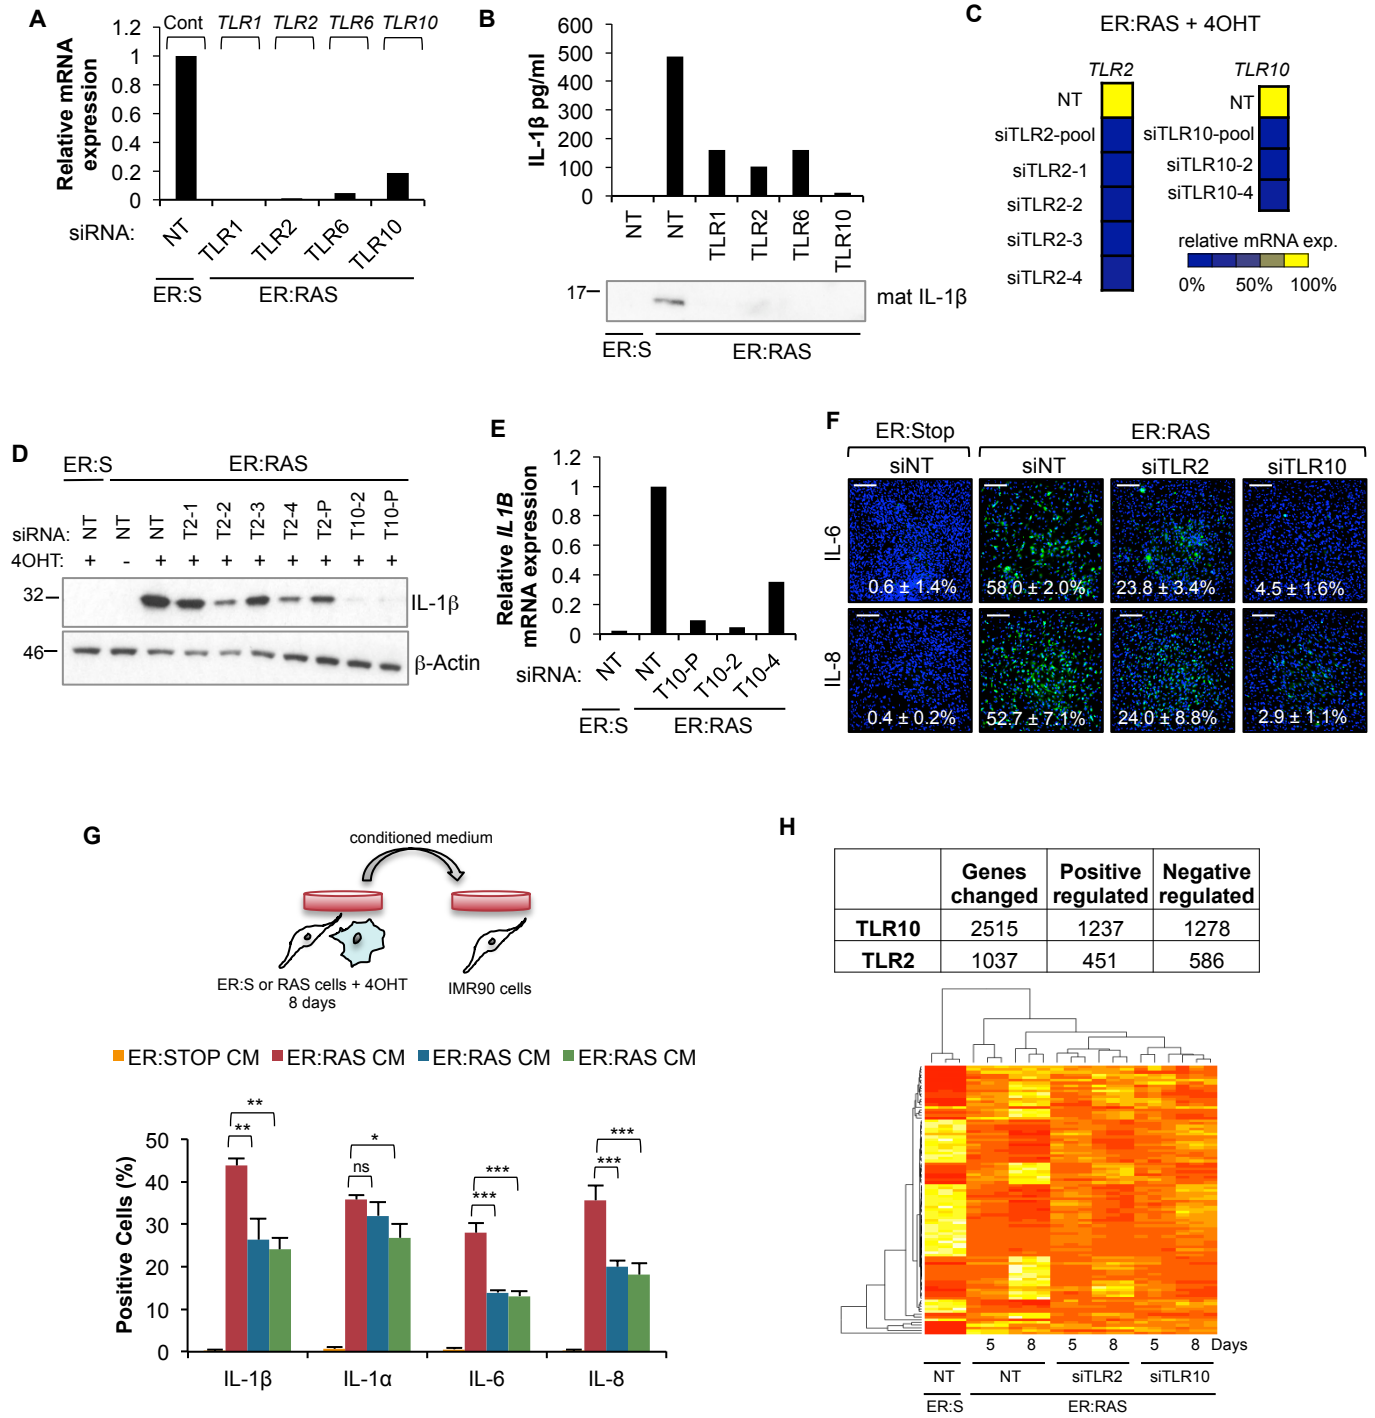 A
Relative mRNA
expression
1.2
1
0.8
0.6
0.4
0.2
0
Cont TLR1 TLR2 TLR6 TLR10
siRNA: NT TLR1 TLR2 TLR6 TLR10
ER:S ER:RAS
B
IL-1β pg/ml
600
500
400
300
200
100
0
NT NT TLR1 TLR2 TLR6 TLR10
17
mat IL-1β
ER:S ER:RAS
C
ER:RAS + 4OHT
TLR2 TLR10
NT
siTLR2-pool
siTLR2-1
siTLR2-2
siTLR2-3
siTLR2-4
NT
siTLR10-pool
siTLR10-2
siTLR10-4
relative mRNA exp.
0% 50% 100%
D
ER:S ER:RAS
siRNA: NT NT NT T2-1 T2-2 T2-3 T2-4 T2-P T10-2 T10-P
4OHT: + - + + + + + + + +
32 IL-1β
46 β-Actin
E
Relative IL1B
mRNA expression
1.2
1
0.8
0.6
0.4
0.2
0
siRNA: NT NT T10-P T10-2 T10-4
ER:S ER:RAS
F
ER:Stop ER:RAS
siNT siNT siTLR2 siTLR10
IL-6
0.6 ± 1.4% 58.0 ± 2.0% 23.8 ± 3.4% 4.5 ± 1.6%
IL-8
0.4 ± 0.2% 52.7 ± 7.1% 24.0 ± 8.8% 2.9 ± 1.1%
G
conditioned medium
ER:S or RAS cells + 4OHT
8 days
IMR90 cells
ER:STOP CM ER:RAS CM ER:RAS CM ER:RAS CM
Positive Cells (%)
50
40
30
20
10
0
** **
ns *
*** ***
*** ***
IL-1β IL-1α IL-6 IL-8
H
Genes changed Positive regulated Negative regulated
TLR10 2515 1237 1278
TLR2 1037 451 586
5 8 5 8 5 8 Days
NT NT siTLR2 siTLR10
ER:S ER:RAS